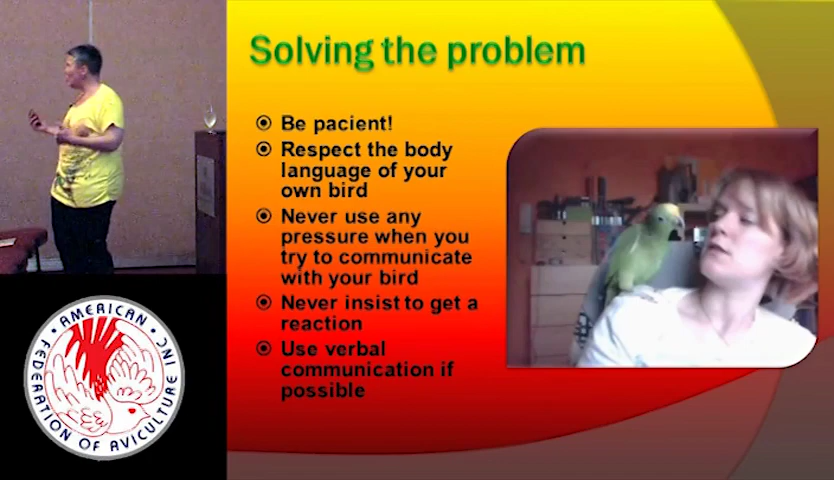 Solving the problem
Be pacient!
Respect the body
language of your
own bird
Never use any
pressure when you
try to communicate
with your bird
Never insist to get a
reaction
Use verbal
communication if
possible
AMERICAN
FEDERATION OF AVICULTURE INC